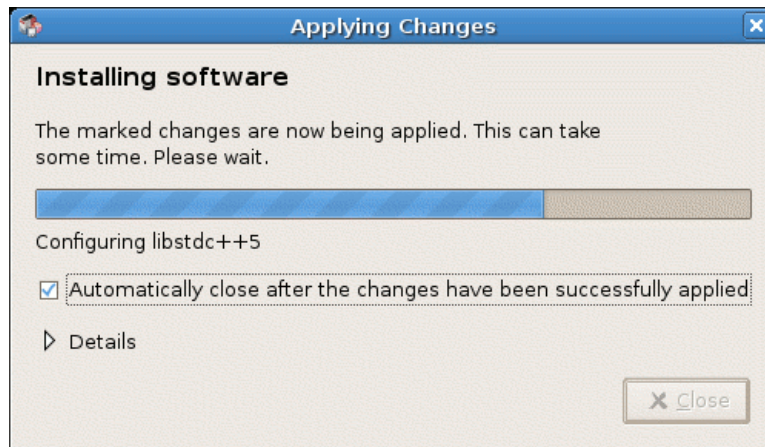 Applying Changes
Installing software
The marked changes are now being applied. This can take
some time. Please wait.
Configuring libstdc++5
Automatically close after the changes have been successfully applied
Details
Close